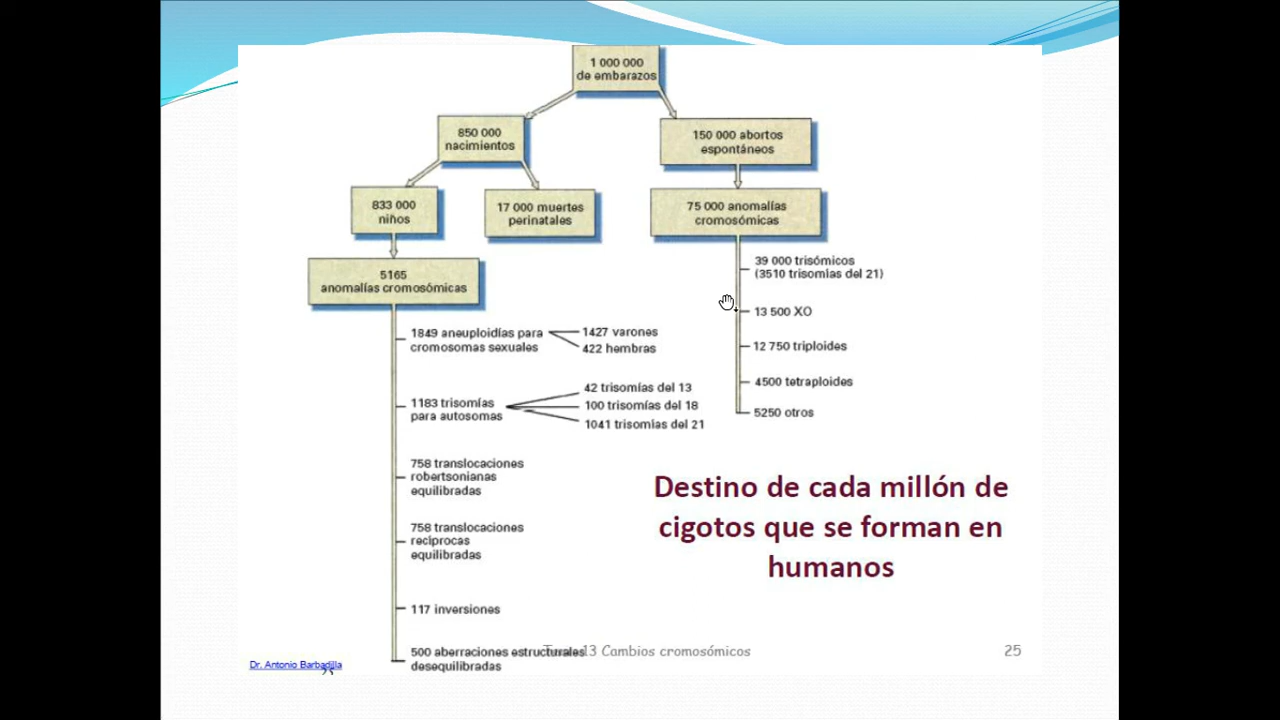 1 000 000
de embarazos
850 000
nacimientos
150 000 abortos
espontáneos
833 000
niños
17 000 muertes
perinatales
75 000 anomalías
cromosómicas
5165
anomalías cromosómicas
39 000 trisómicos
(3510 trisomías del 21)
13 500 XO
12 750 triploides
4500 tetraploides
5250 otros
1849 aneuploidías para
cromosomas sexuales
1427 varones
422 hembras
1183 trisomías
para autosomas
42 trisomías del 13
100 trisomías del 18
1041 trisomías del 21
758 translocaciones
robertsonianas
equilibradas
758 translocaciones
recíprocas
equilibradas
117 inversiones
500 aberraciones estructurales
desequilibradas
Destino de cada millón de
cigotos que se forman en
humanos
Dr. Antonio Barbadilla
13 Cambios cromosómicos
25